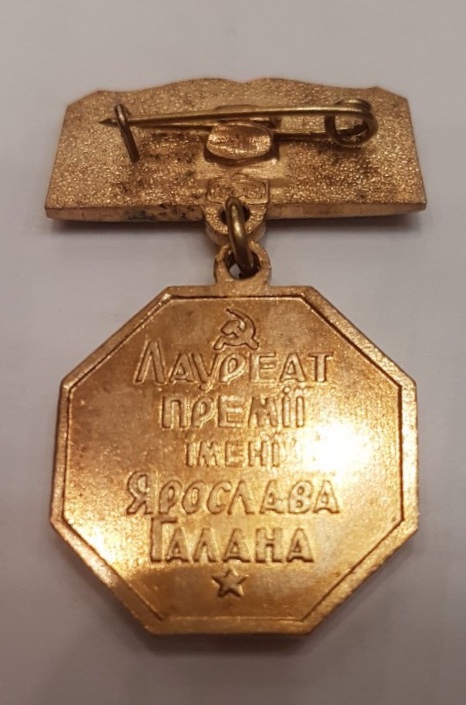 Лауреат
премії
імені
Ярослава
Галана